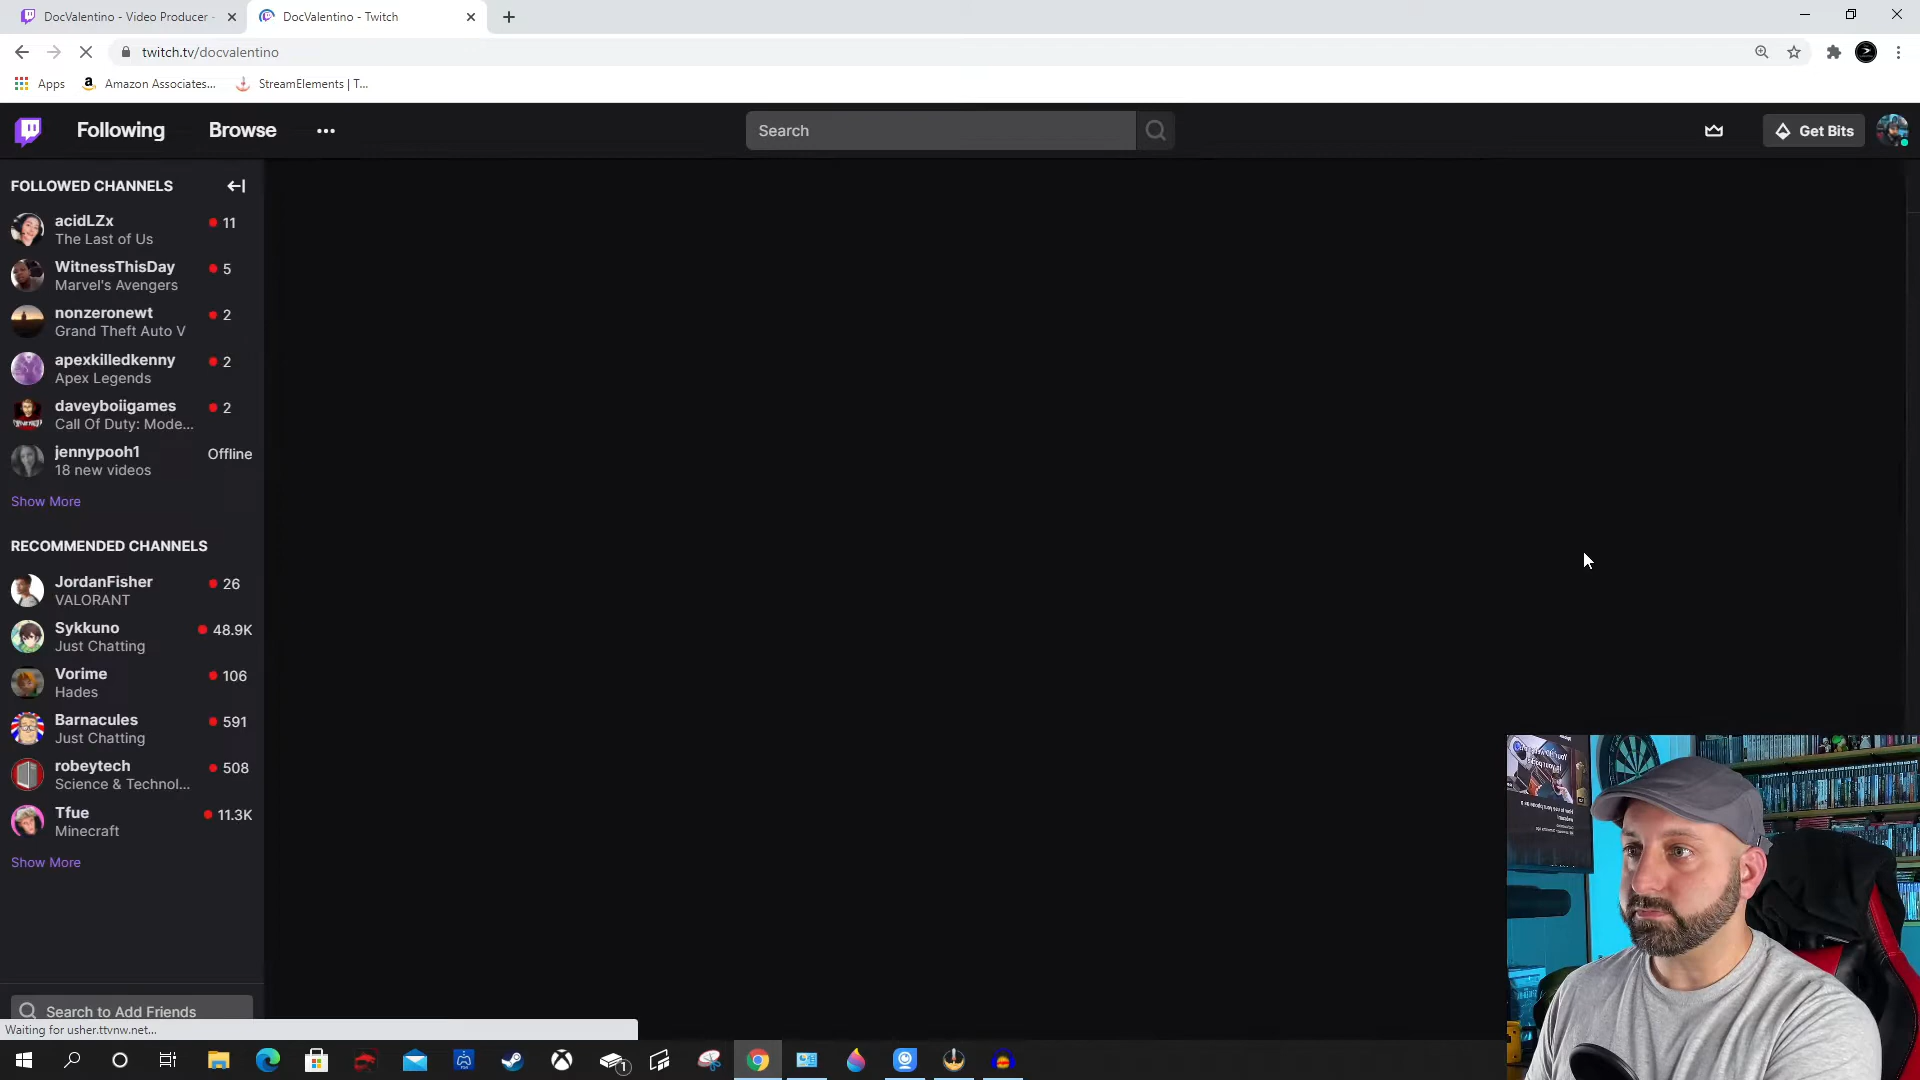 DocValentino - Video Producer -
DocValentino - Twitch
twitch.tv/docvalentino
Apps
Amazon Associates...
StreamElements | T...
Following
Browse
Search
Get Bits
FOLLOWED CHANNELS
acidLZx
11
The Last of Us
WitnessThisDay
5
Marvel's Avengers
nonzeronewt
2
Grand Theft Auto V
apexkilledkenny
2
Apex Legends
daveyboiigames
2
Call Of Duty: Mode...
jennypooh1
Offline
18 new videos
Show More
RECOMMENDED CHANNELS
JordanFisher
26
VALORANT
Sykkuno
48.9K
Just Chatting
Vorime
106
Hades
Barnacules
591
Just Chatting
robeytech
508
Science & Technol...
Tfue
11.3K
Minecraft
Show More
Search to Add Friends
Waiting for usher.ttvnw.net...
1